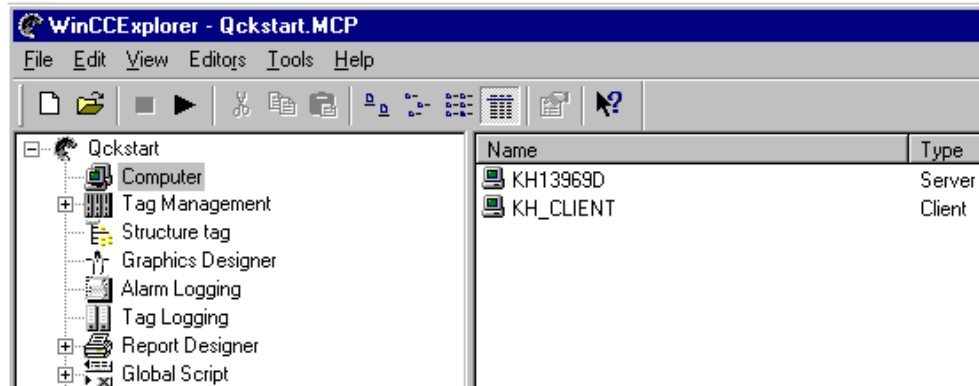 WinCCExplorer - Qckstart.MCP
File Edit View Editors Tools Help
Qckstart
Computer
Tag Management
Structure tag
Graphics Designer
Alarm Logging
Tag Logging
Report Designer
Global Script
Name Type
KH13969D Server
KH_CLIENT Client